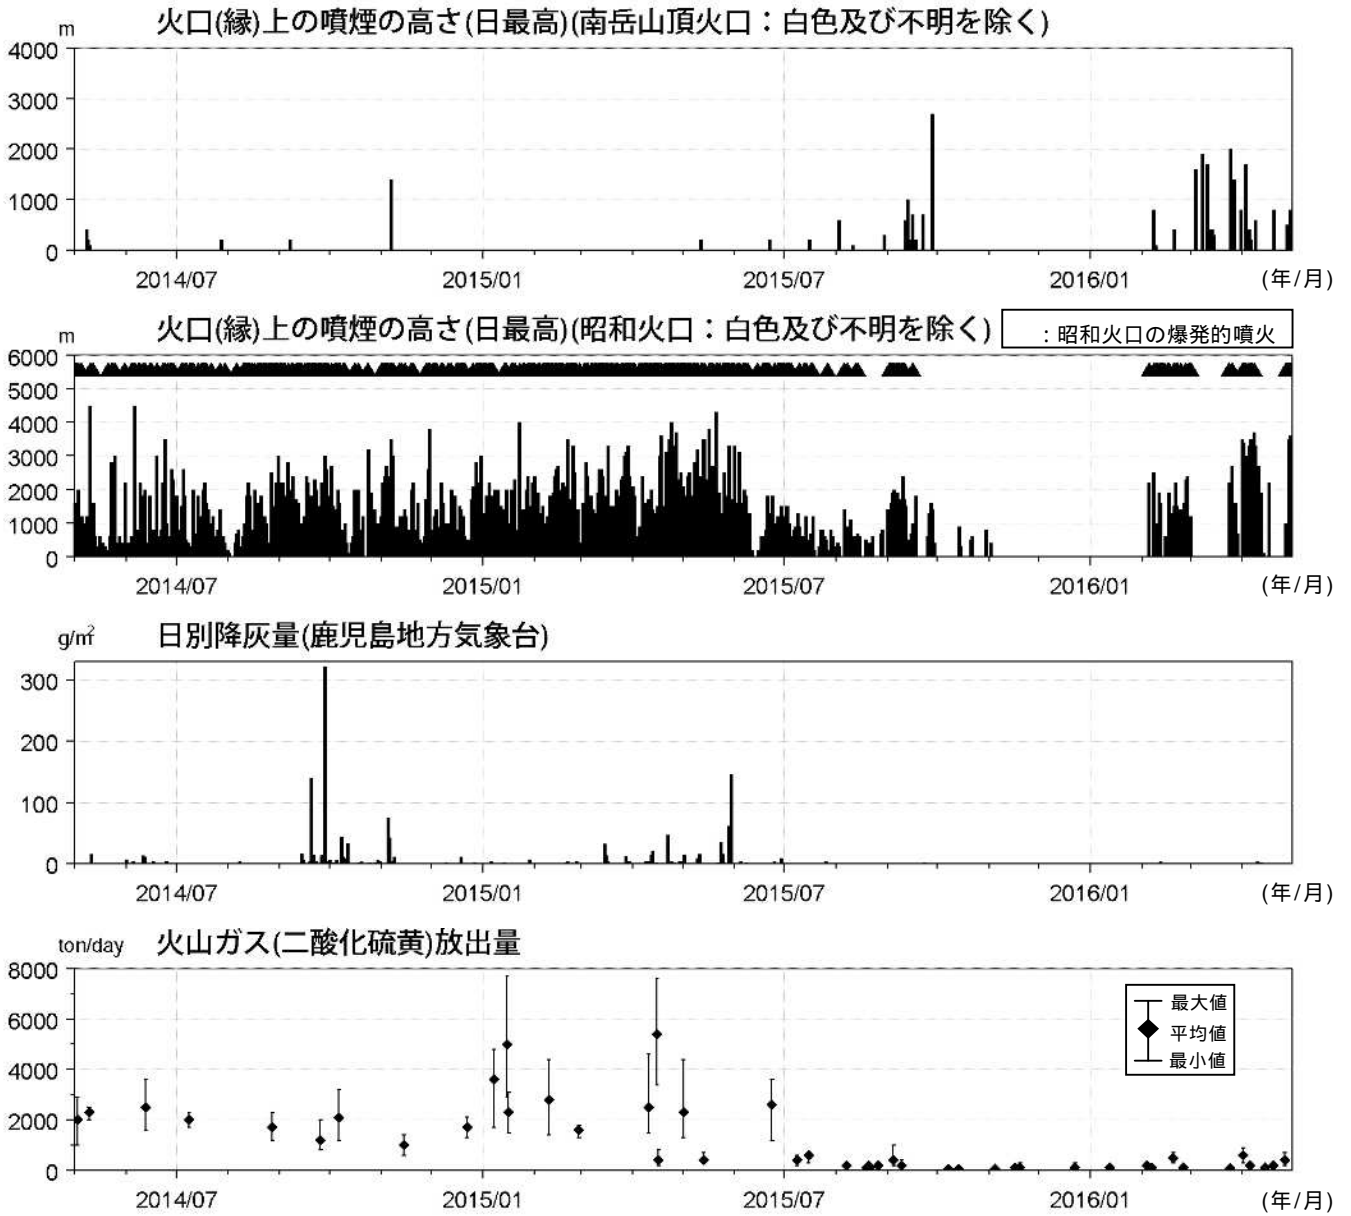 火口(縁)上の噴煙の高さ(日最高)(南岳山頂火口：白色及び不明を除く)
m
4000
3000
2000
1000
0
2014/07 2015/01 2015/07 2016/01 (年/月)
火口(縁)上の噴煙の高さ(日最高)(昭和火口：白色及び不明を除く)
：昭和火口の爆発的噴火
m
6000
5000
4000
3000
2000
1000
0
2014/07 2015/01 2015/07 2016/01 (年/月)
日別降灰量(鹿児島地方気象台)
g/m²
300
200
100
0
2014/07 2015/01 2015/07 2016/01 (年/月)
火山ガス(二酸化硫黄)放出量
ton/day
8000
6000
4000
2000
0
最大値
平均値
最小値
2014/07 2015/01 2015/07 2016/01 (年/月)